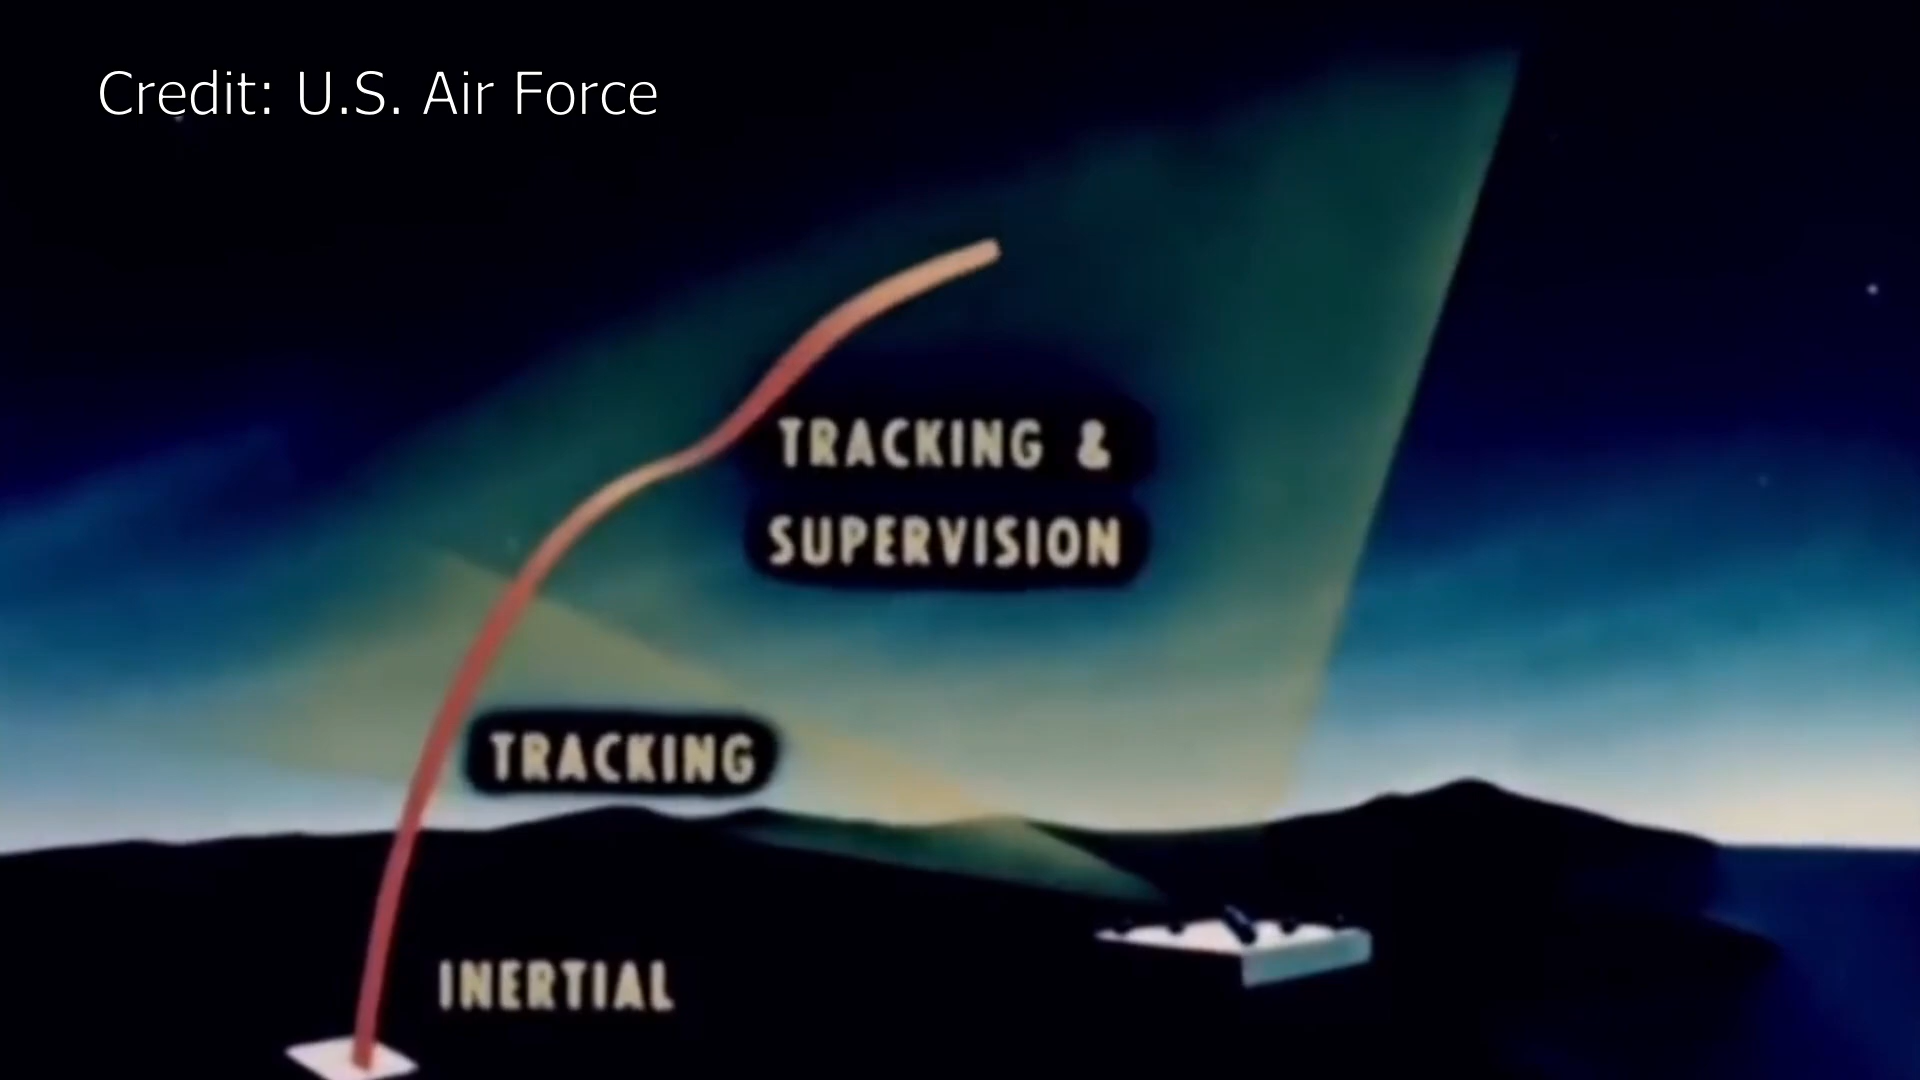 Credit: U.S. Air Force
TRACKING &
SUPERVISION
TRACKING
INERTIAL